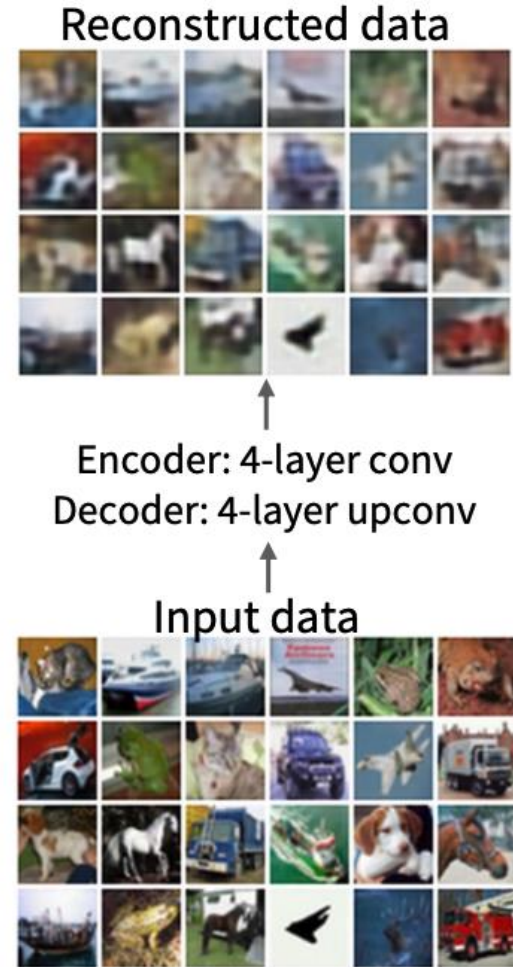 Reconstructed data
Encoder: 4-layer conv
Decoder: 4-layer upconv
Input data